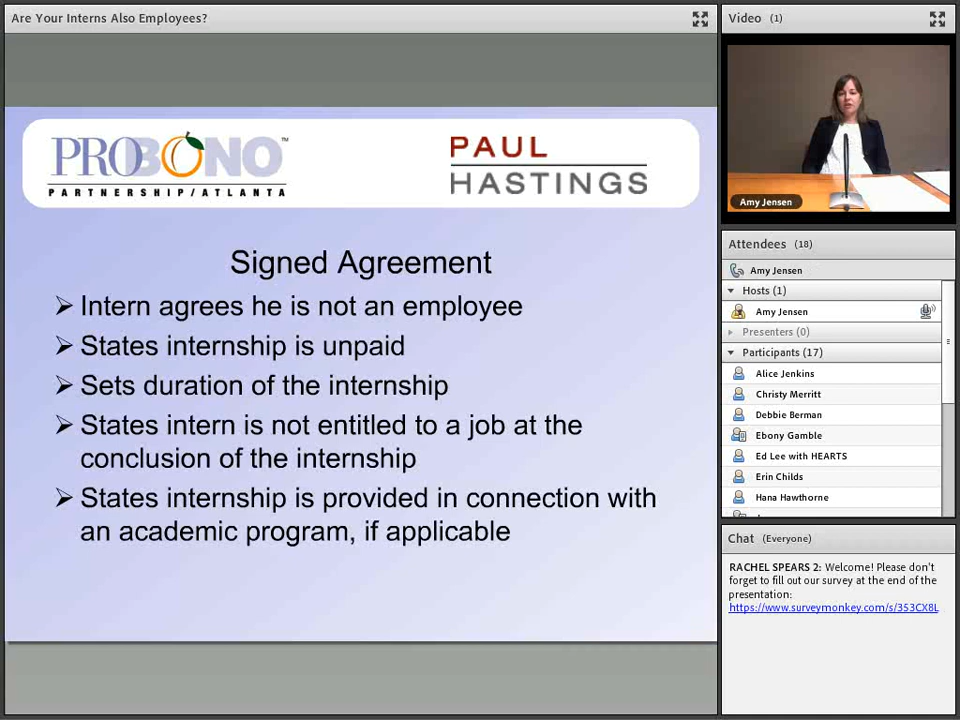 Are Your Interns Also Employees?
PROBONO™
PARTNERSHIP/ATLANTA
PAUL
HASTINGS
Signed Agreement
➢ Intern agrees he is not an employee
➢ States internship is unpaid
➢ Sets duration of the internship
➢ States intern is not entitled to a job at the
conclusion of the internship
➢ States internship is provided in connection with
an academic program, if applicable
Video (1)
Amy Jensen
Attendees (18)
Amy Jensen
Hosts (1)
Amy Jensen
Presenters (0)
Participants (17)
Alice Jenkins
Christy Merritt
Debbie Berman
Ebony Gamble
Ed Lee with HEARTS
Erin Childs
Hana Hawthorne
Chat (Everyone)
RACHEL SPEARS 2: Welcome! Please don't
forget to fill out our survey at the end of the
presentation:
https://www.surveymonkey.com/s/353CX8L